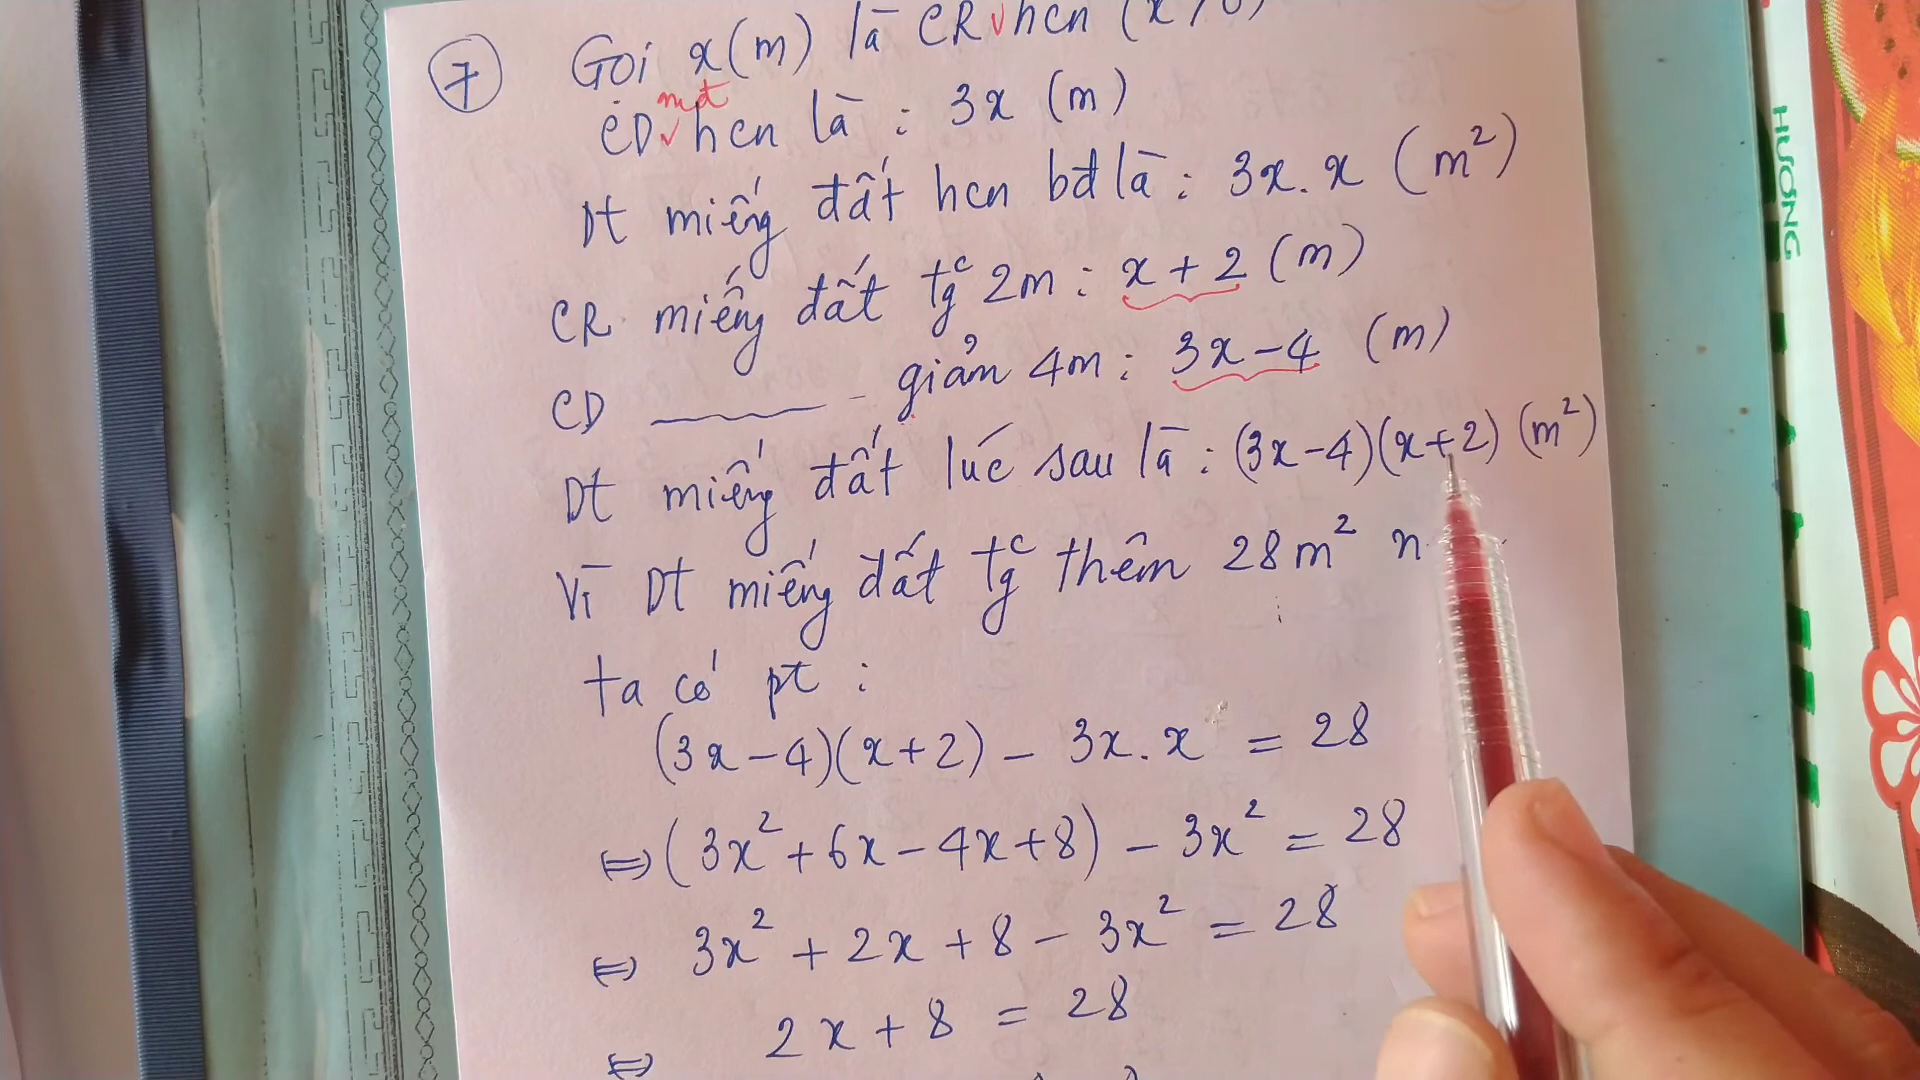 7 Gọi x(m) là CR ✓ hcn (x > 0)
mđ
CD ✓ hcn là : 3x (m)
Dt miếng đất hcn bđ là : 3x.x (m²)
CR miếng đất tgc 2m : x + 2 (m)
CD ——— giảm 4m : 3x - 4 (m)
Dt miếng đất lúc sau là : (3x - 4)(x + 2) (m²)
Vì Dt miếng đất tgc thêm 28m² n
ta có pt :
(3x - 4)(x + 2) - 3x.x = 28
⇔ (3x² + 6x - 4x + 8) - 3x² = 28
⇔ 3x² + 2x + 8 - 3x² = 28
⇔ 2x + 8 = 28
HƯƠNG